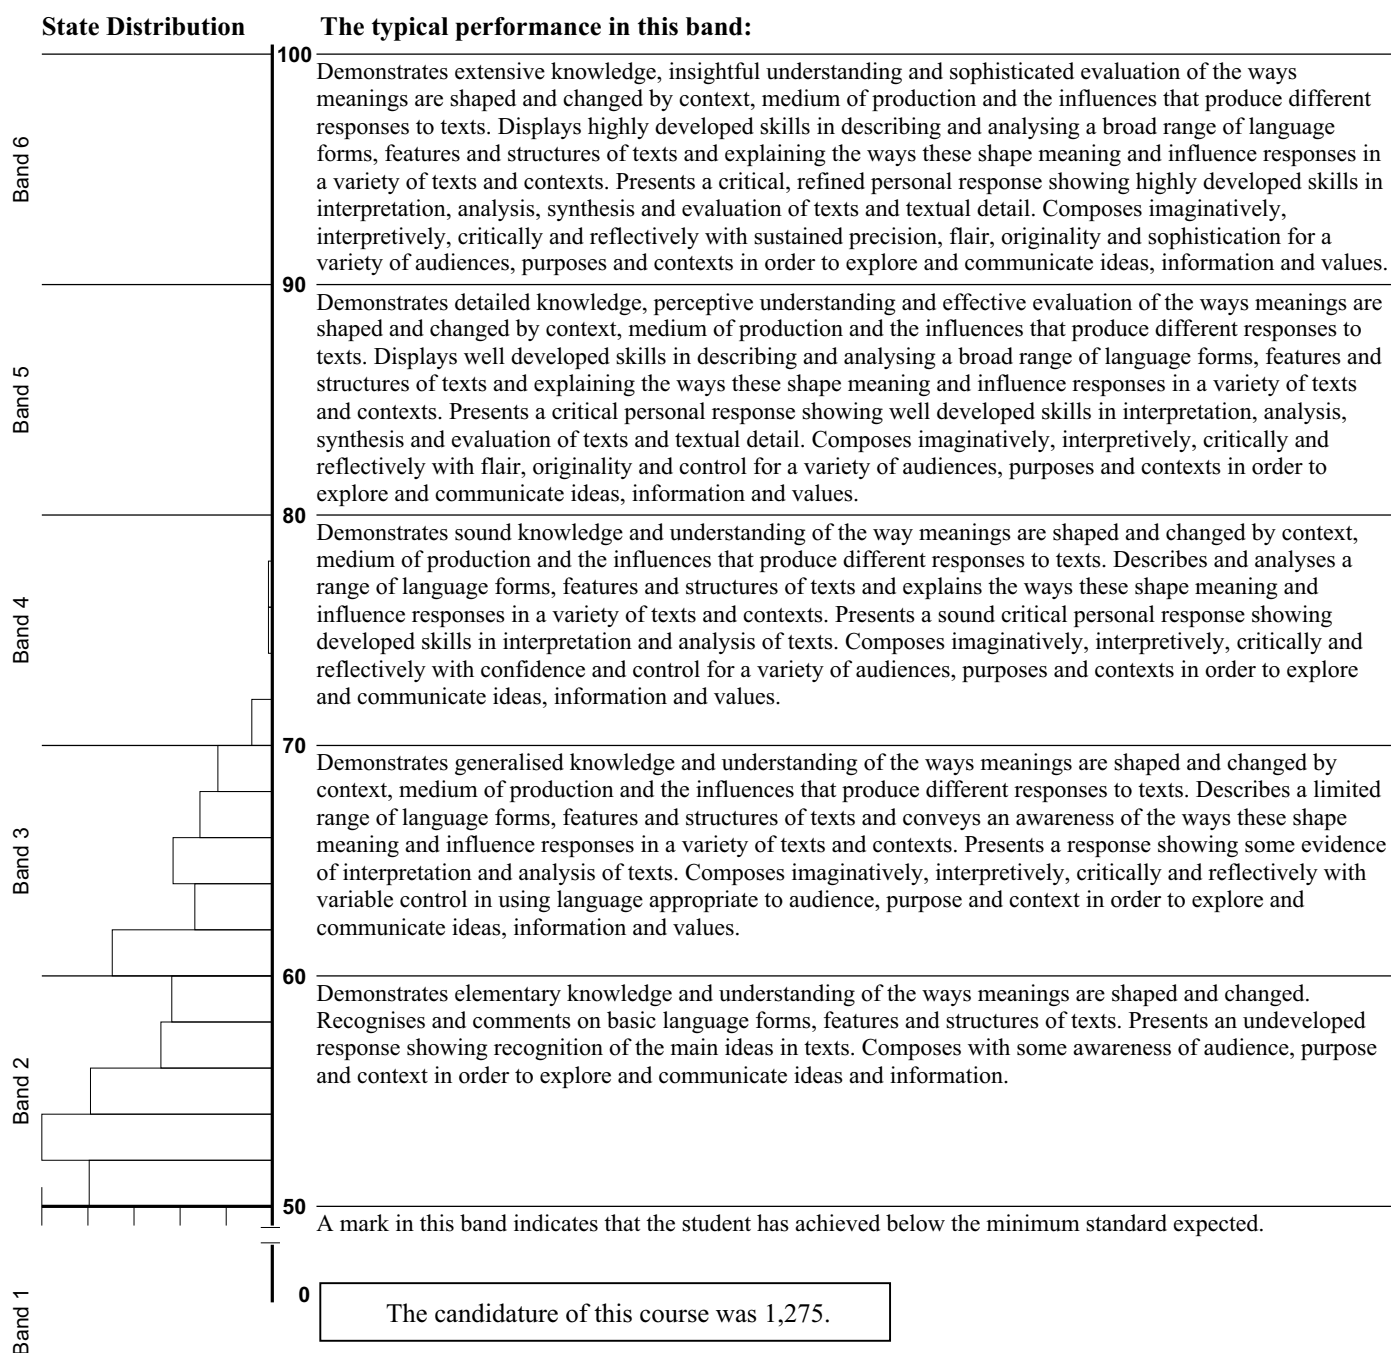 State Distribution
The typical performance in this band:
100
Band 6
Demonstrates extensive knowledge, insightful understanding and sophisticated evaluation of the ways
meanings are shaped and changed by context, medium of production and the influences that produce different
responses to texts. Displays highly developed skills in describing and analysing a broad range of language
forms, features and structures of texts and explaining the ways these shape meaning and influence responses in
a variety of texts and contexts. Presents a critical, refined personal response showing highly developed skills in
interpretation, analysis, synthesis and evaluation of texts and textual detail. Composes imaginatively,
interpretively, critically and reflectively with sustained precision, flair, originality and sophistication for a
variety of audiences, purposes and contexts in order to explore and communicate ideas, information and values.
90
Band 5
Demonstrates detailed knowledge, perceptive understanding and effective evaluation of the ways meanings are
shaped and changed by context, medium of production and the influences that produce different responses to
texts. Displays well developed skills in describing and analysing a broad range of language forms, features and
structures of texts and explaining the ways these shape meaning and influence responses in a variety of texts
and contexts. Presents a critical personal response showing well developed skills in interpretation, analysis,
synthesis and evaluation of texts and textual detail. Composes imaginatively, interpretively, critically and
reflectively with flair, originality and control for a variety of audiences, purposes and contexts in order to
explore and communicate ideas, information and values.
80
Band 4
Demonstrates sound knowledge and understanding of the way meanings are shaped and changed by context,
medium of production and the influences that produce different responses to texts. Describes and analyses a
range of language forms, features and structures of texts and explains the ways these shape meaning and
influence responses in a variety of texts and contexts. Presents a sound critical personal response showing
developed skills in interpretation and analysis of texts. Composes imaginatively, interpretively, critically and
reflectively with confidence and control for a variety of audiences, purposes and contexts in order to explore
and communicate ideas, information and values.
70
Band 3
Demonstrates generalised knowledge and understanding of the ways meanings are shaped and changed by
context, medium of production and the influences that produce different responses to texts. Describes a limited
range of language forms, features and structures of texts and conveys an awareness of the ways these shape
meaning and influence responses in a variety of texts and contexts. Presents a response showing some evidence
of interpretation and analysis of texts. Composes imaginatively, interpretively, critically and reflectively with
variable control in using language appropriate to audience, purpose and context in order to explore and
communicate ideas, information and values.
60
Band 2
Demonstrates elementary knowledge and understanding of the ways meanings are shaped and changed.
Recognises and comments on basic language forms, features and structures of texts. Presents an undeveloped
response showing recognition of the main ideas in texts. Composes with some awareness of audience, purpose
and context in order to explore and communicate ideas and information.
50
A mark in this band indicates that the student has achieved below the minimum standard expected.
Band 1
0
The candidature of this course was 1,275.